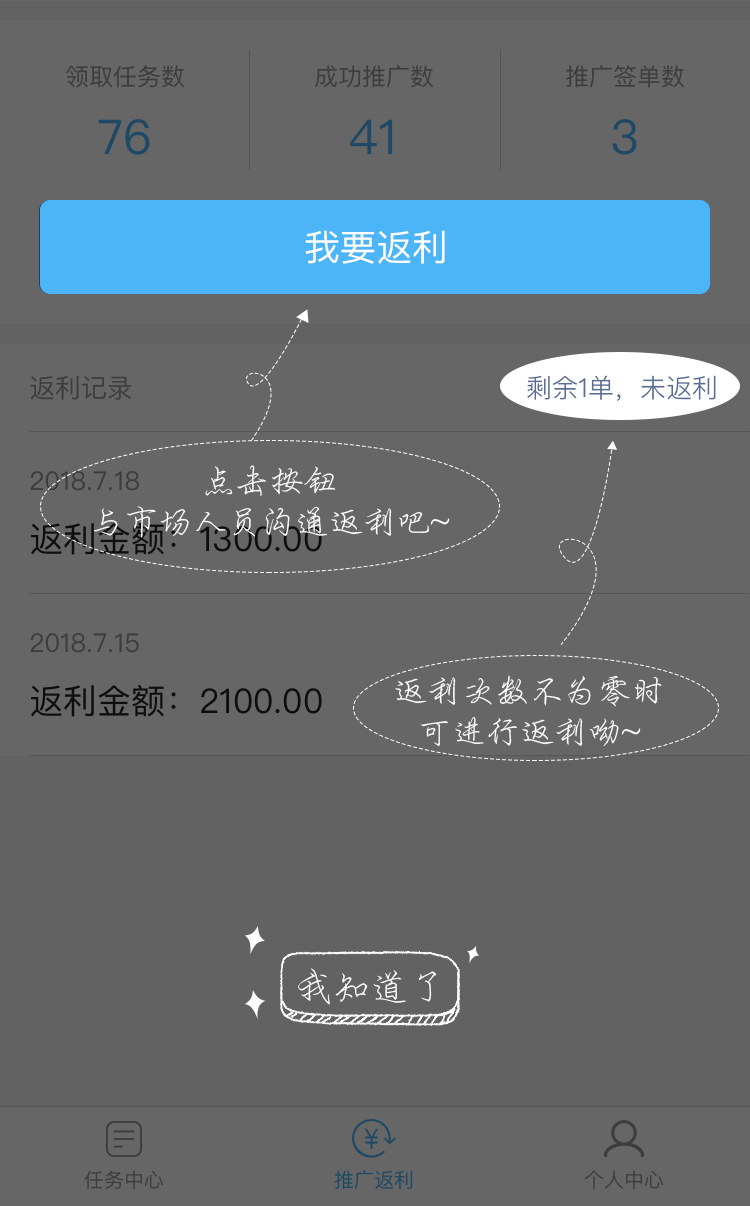 领取任务数 成功推广数 推广签单数
76 41 3
我要返利
返利记录 剩余1单，未返利
2018.7.18
点击按钮
与市场人员沟通返利吧~
返利金额：1300.00
2018.7.15
返利金额：2100.00
返利次数不为零时
可进行返利呦~
我知道了
¥
任务中心 推广返利 个人中心